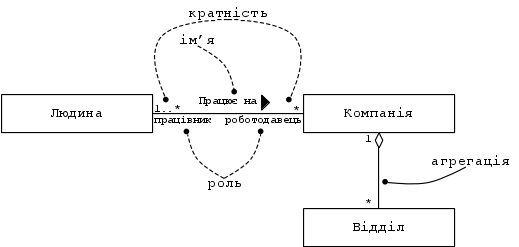 кратність
ім’я
Працює на
1..*
*
Людина
Компанія
працівник
роботодавець
1
агрегація
роль
*
Відділ